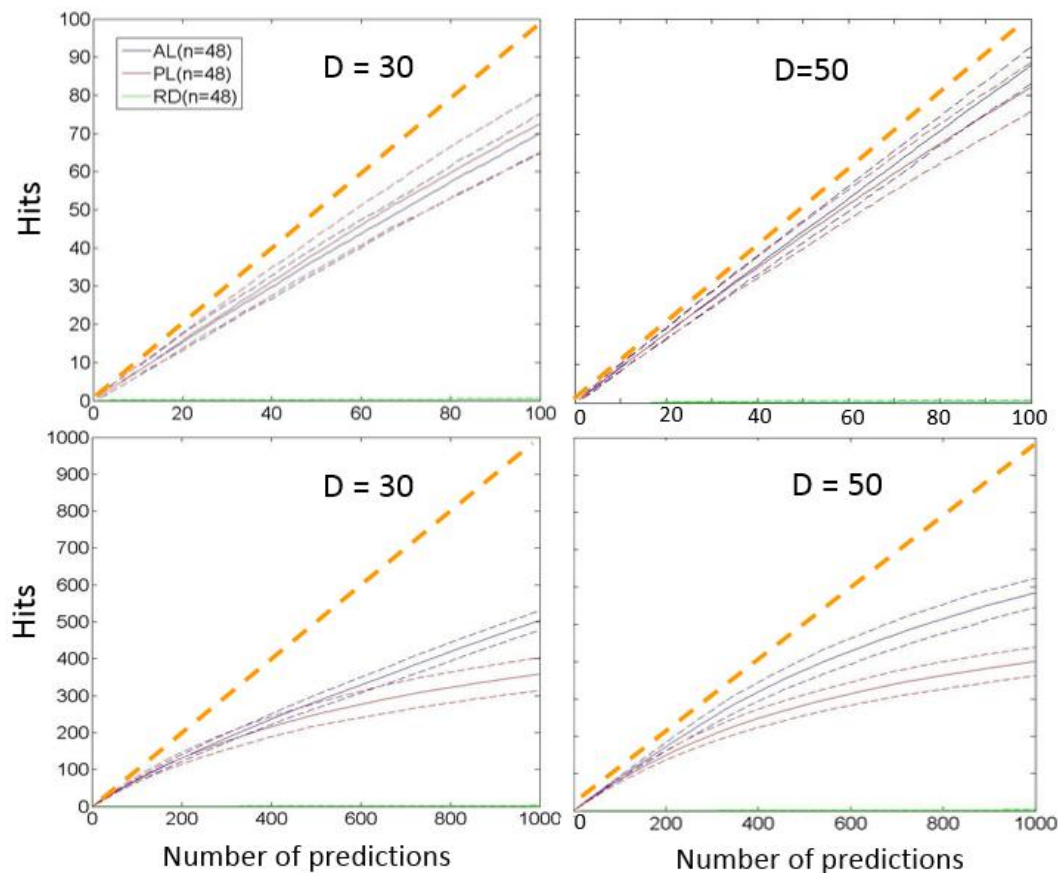 100
90
80
70
60
50
40
30
20
10
0
Hits
AL(n=48)
PL(n=48)
RD(n=48)
D = 30
0 20 40 60 80 100
D=50
0 20 40 60 80 100
1000
900
800
700
600
500
400
300
200
100
0
Hits
D = 30
0 200 400 600 800 1000
Number of predictions
D = 50
0 200 400 600 800 1000
Number of predictions